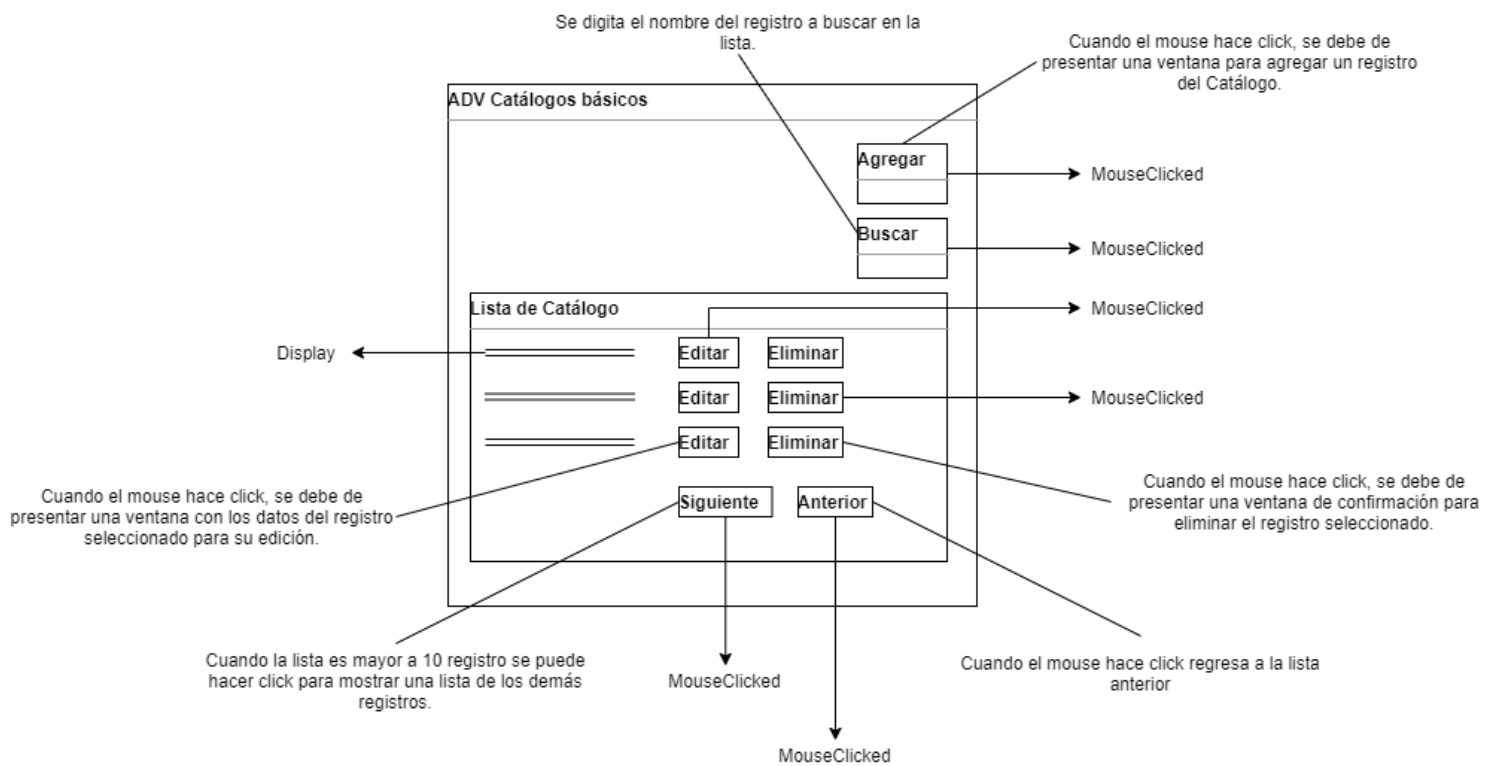 Se digita el nombre del registro a buscar en la
lista.
Cuando el mouse hace click, se debe de
presentar una ventana para agregar un registro
del Catálogo.
ADV Catálogos básicos
Agregar
MouseClicked
Buscar
MouseClicked
Lista de Catálogo
MouseClicked
Display
Editar
Eliminar
Editar
Eliminar
MouseClicked
Editar
Eliminar
Cuando el mouse hace click, se debe de
presentar una ventana con los datos del registro
seleccionado para su edición.
Siguiente
Anterior
Cuando el mouse hace click, se debe de
presentar una ventana de confirmación para
eliminar el registro seleccionado.
Cuando la lista es mayor a 10 registro se puede
hacer click para mostrar una lista de los demás
registros.
MouseClicked
Cuando el mouse hace click regresa a la lista
anterior
MouseClicked